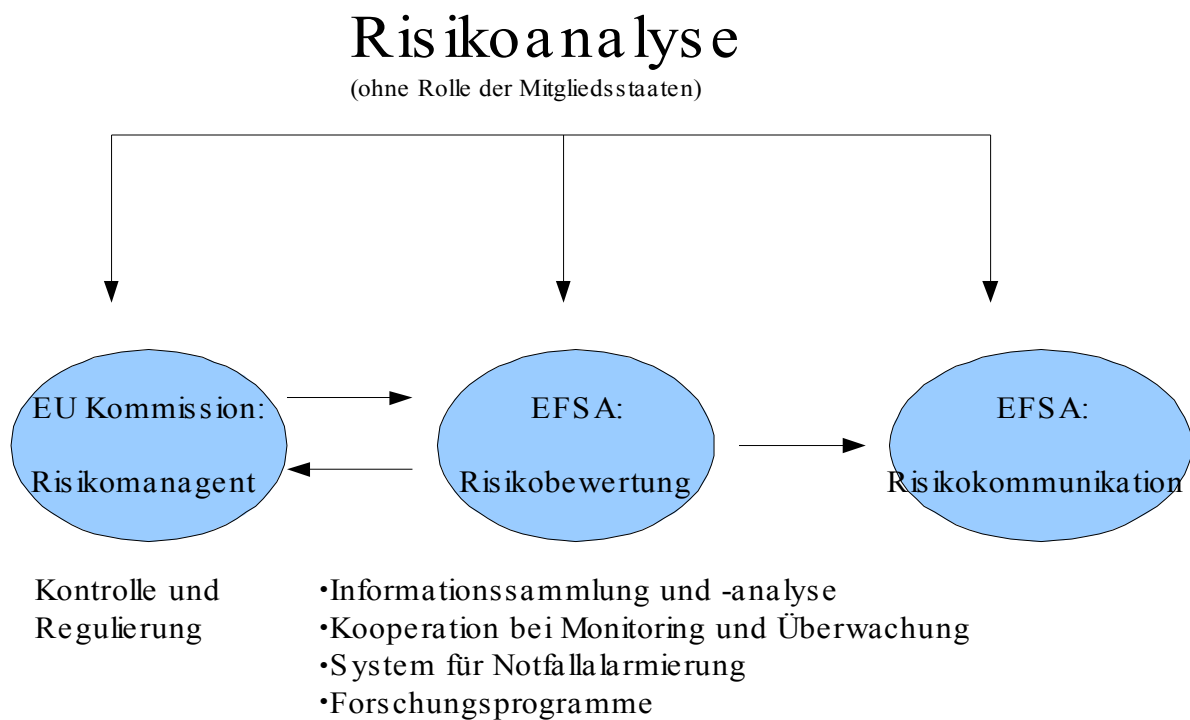 Risikoanalyse
(ohne Rolle der Mitgliedsstaaten)
EU Kommission:
Risikomanagent
EFSA:
Risikobewertung
EFSA:
Risikokommunikation
Kontrolle und
Regulierung
•Informationssammlung und -analyse
•Kooperation bei Monitoring und Überwachung
•System für Notfallalarmierung
•Forschungsprogramme